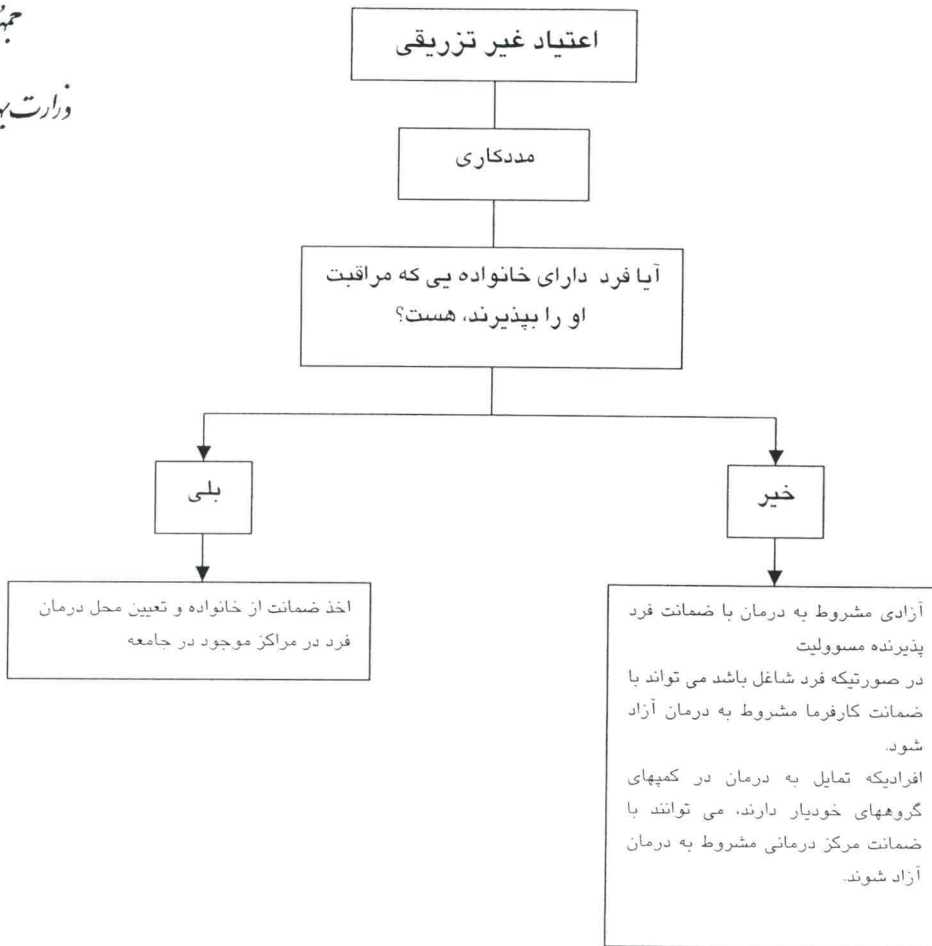 اعتیاد غیر تزریقی
مددکاری
آیا فرد دارای خانواده یی که مراقبت
او را بپذیرند، هست؟
خیر
بلی
آزادی مشروط به درمان با ضمانت فرد
پذیرنده مسوولیت
در صورتیکه فرد شاغل باشد می تواند با
ضمانت کارفرما مشروط به درمان آزاد
شود.
افرادیکه تمایل به درمان در کمپهای
گروههای خودیار دارند، می توانند با
ضمانت مرکز درمانی مشروط به درمان
آزاد شوند.
اخذ ضمانت از خانواده و تعیین محل درمان
فرد در مراکز موجود در جامعه
وزارت